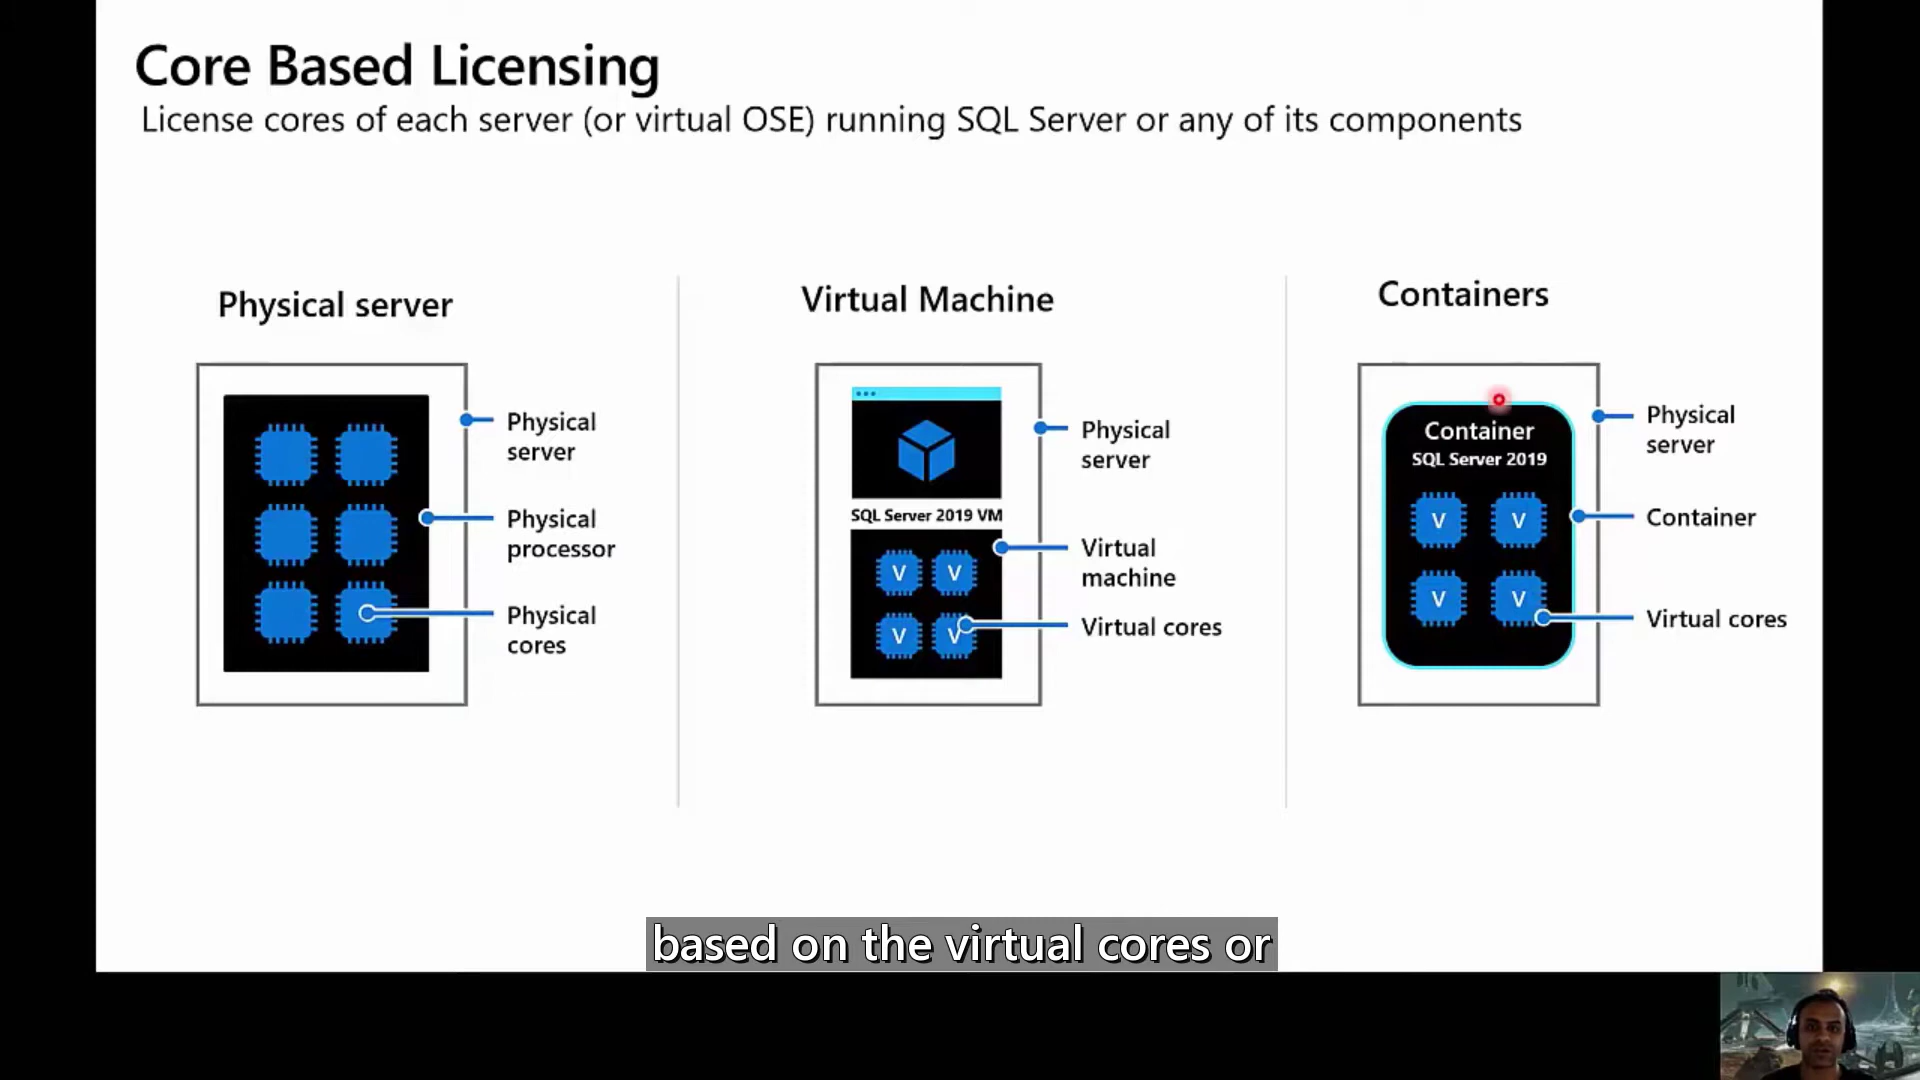 Core Based Licensing
License cores of each server (or virtual OSE) running SQL Server or any of its components
Physical server
Physical
server
Physical
processor
Physical
cores
Virtual Machine
SQL Server 2019 VM
V V
V V
Physical
server
Virtual
machine
Virtual cores
Containers
Container
SQL Server 2019
V V
V V
Physical
server
Container
Virtual cores
based on the virtual cores or